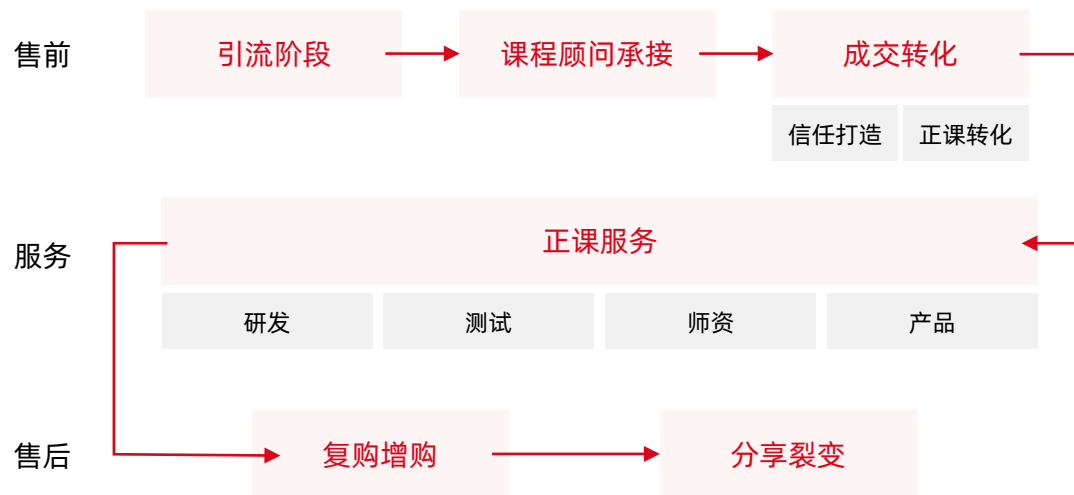 售前
引流阶段
课程顾问承接
成交转化
信任打造
正课转化
服务
正课服务
研发
测试
师资
产品
售后
复购增购
分享裂变